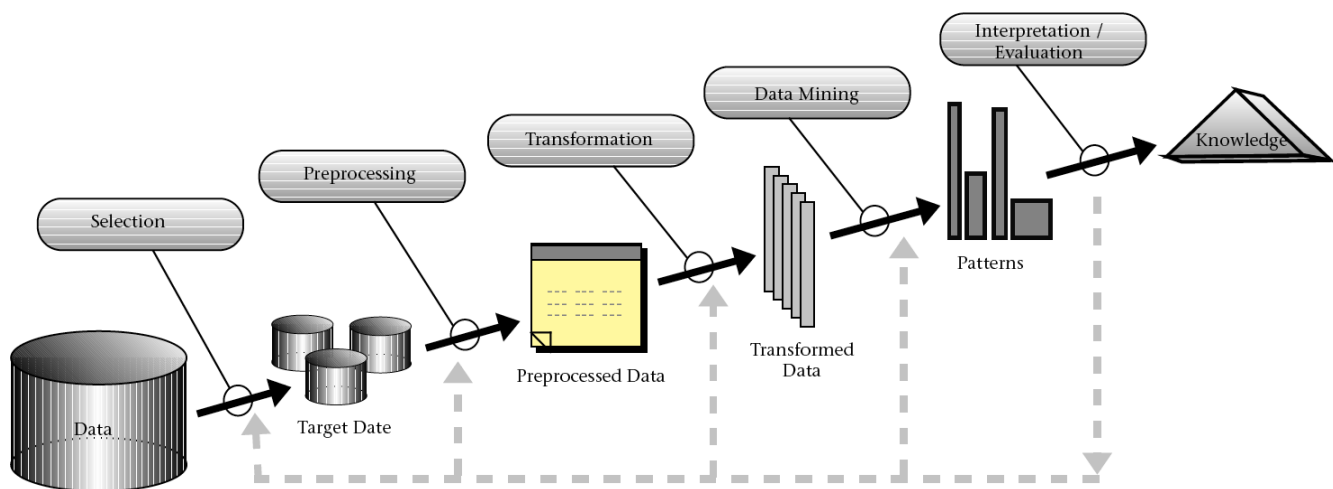 Interpretation /
Evaluation
Data Mining
Transformation
Preprocessing
Selection
Knowledge
Patterns
Transformed
Data
Preprocessed Data
Target Date
Data